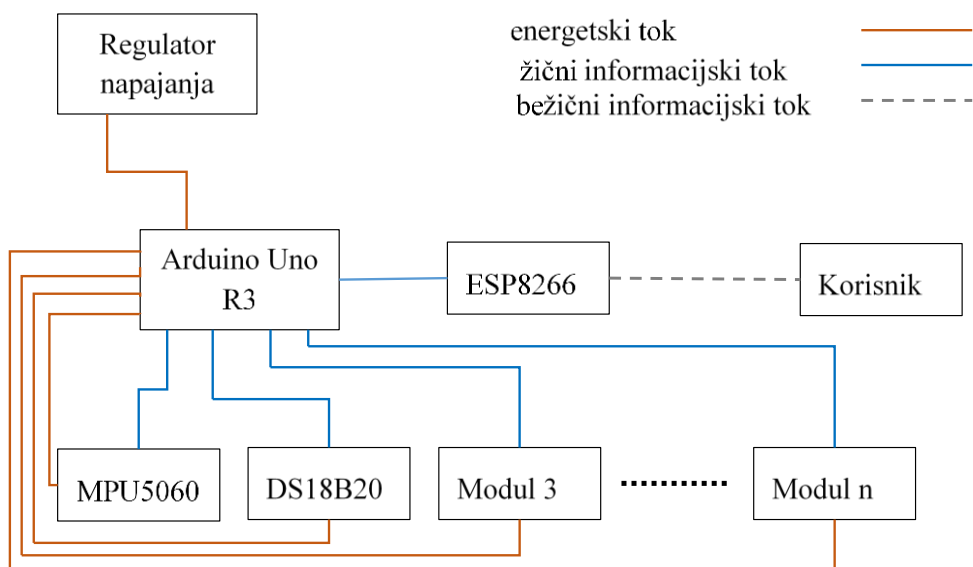 Regulator
napajanja
energetski tok
žični informacijski tok
bežični informacijski tok
Arduino Uno
R3
ESP8266
Korisnik
MPU5060
DS18B20
Modul 3
Modul n